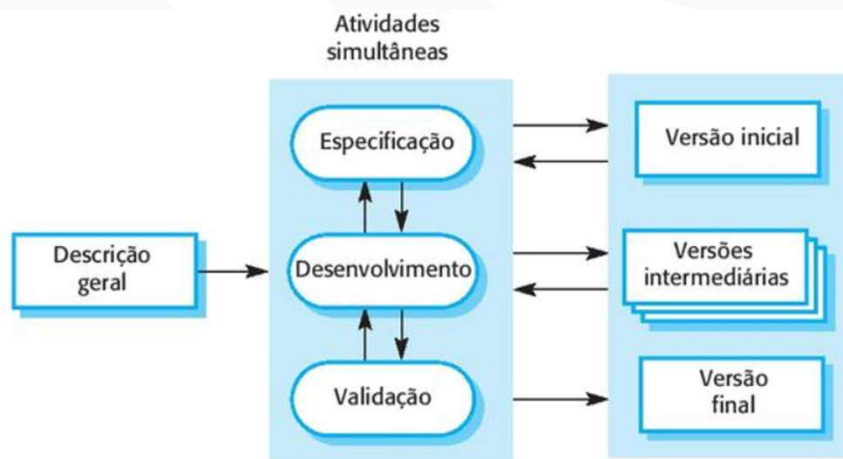 Atividades
simultâneas
Especificação
Versão inicial
Descrição
geral
Desenvolvimento
Versões
intermediárias
Validação
Versão
final